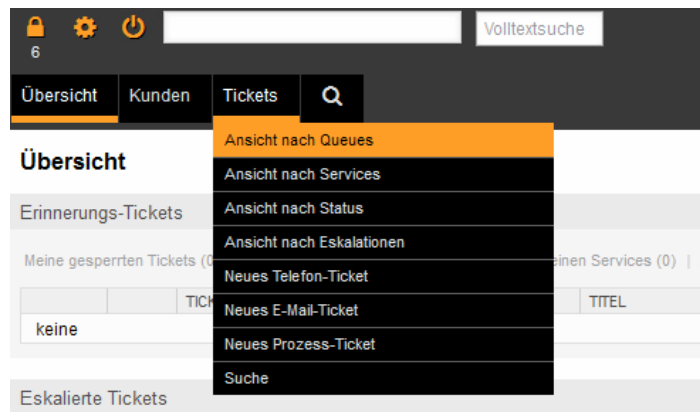 6
Volltextsuche
Übersicht Kunden Tickets
Ansicht nach Queues
Übersicht
Ansicht nach Services
Erinnerungs-Tickets
Ansicht nach Status
Ansicht nach Eskalationen
Meine gesperrten Tickets (0
Services (0) |
Neues Telefon-Ticket
TITEL
Neues E-Mail-Ticket
keine
Neues Prozess-Ticket
Suche
Eskalierte Tickets